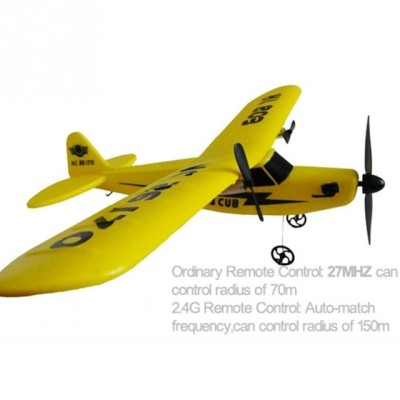 CUB
Ordinary Remote Control: 27MHZ can
control radius of 70m
2.4G Remote Control: Auto-match
frequency,can control radius of 150m